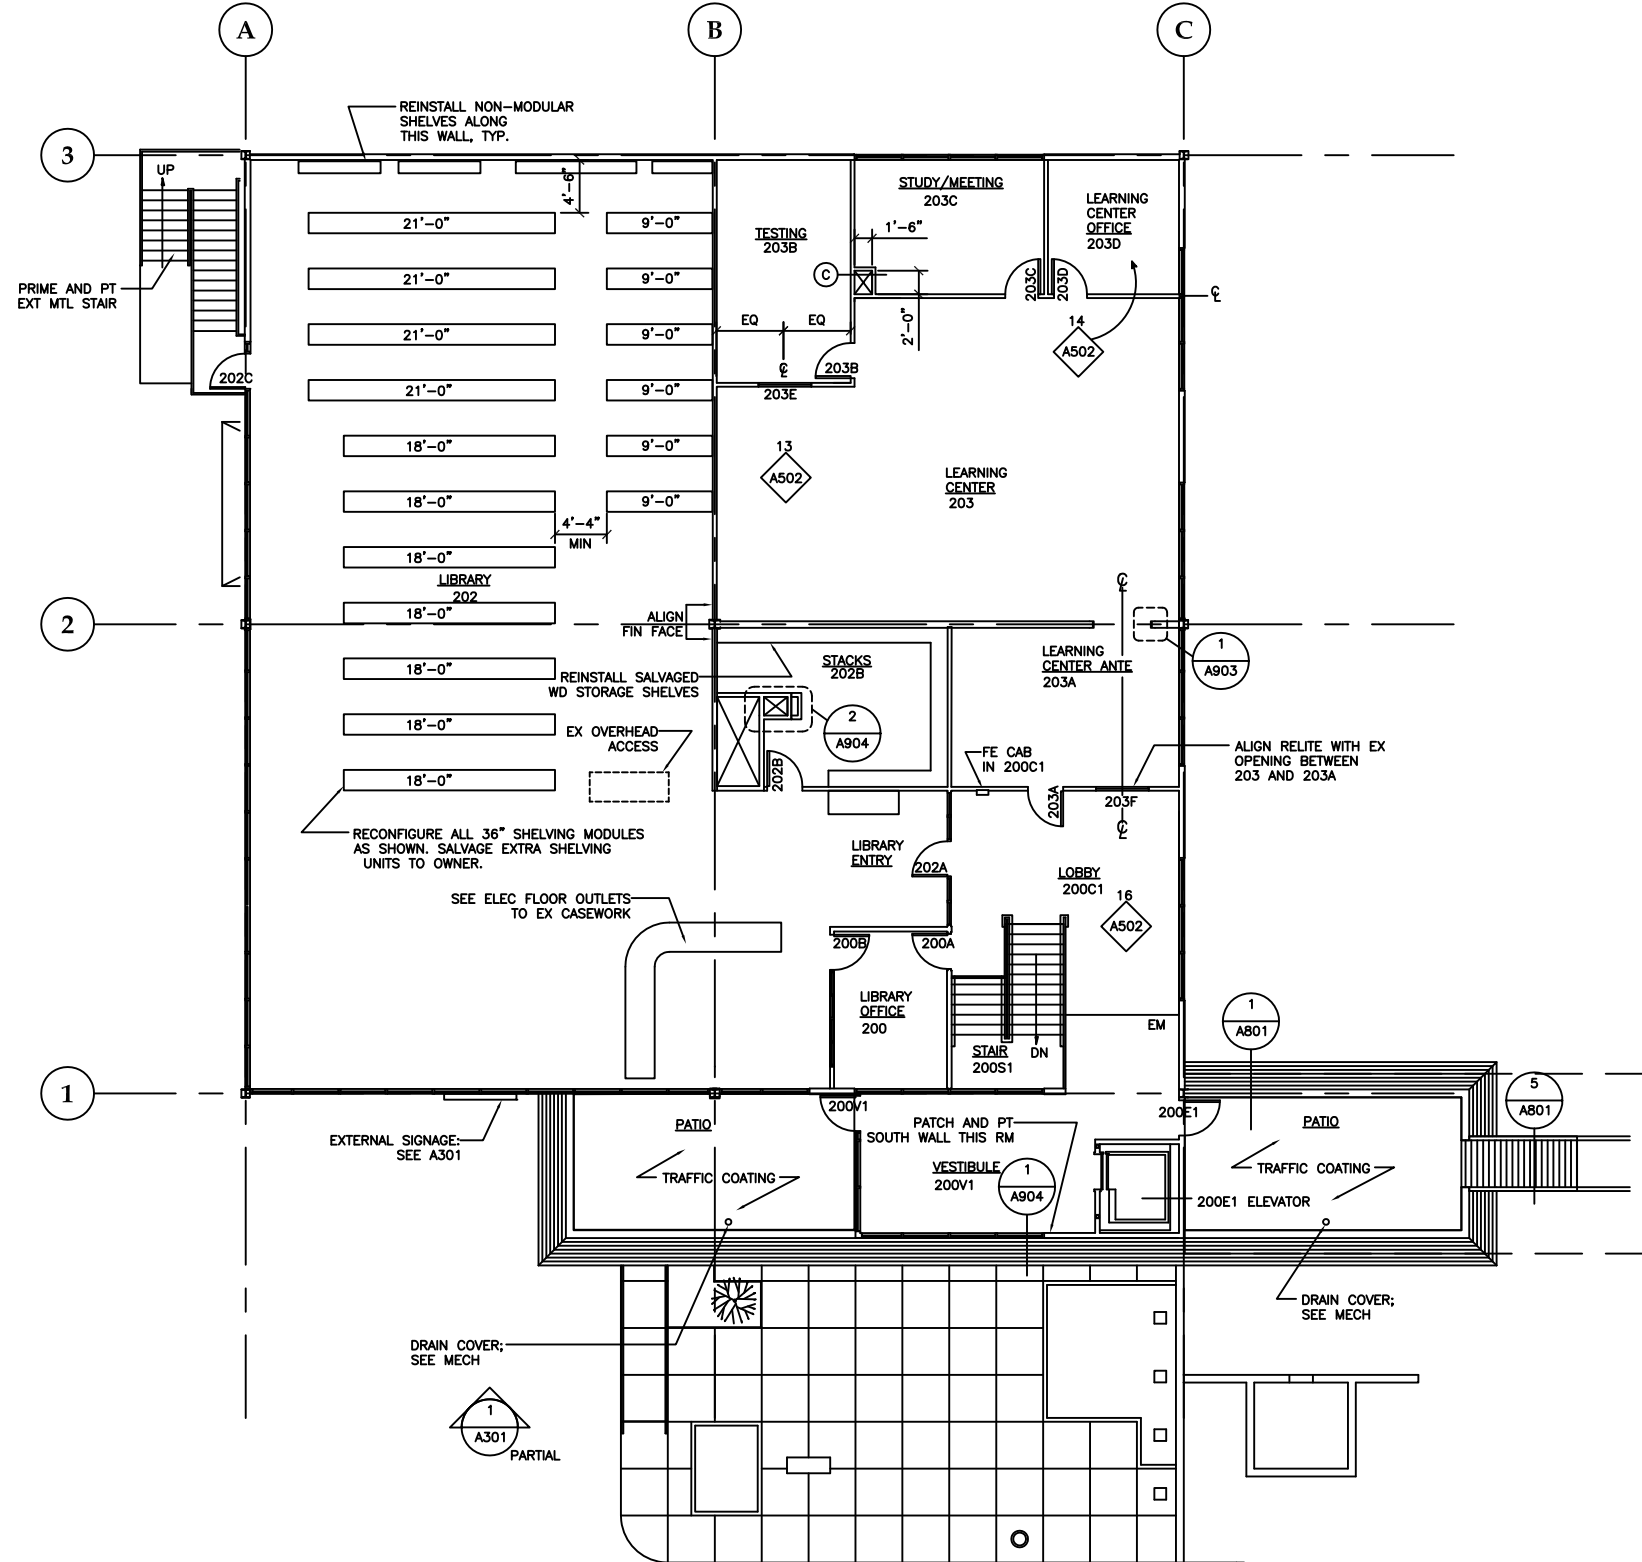 A
B
C
3
REINSTALL NON-MODULAR
SHELVES ALONG
THIS WALL, TYP.
UP
4'-6"
STUDY/MEETING
203C
LEARNING
CENTER
OFFICE
203D
21'-0"
9'-0"
TESTING
203B
1'-6"
C
PRIME AND PT
EXT MTL STAIR
21'-0"
9'-0"
203C
203D
℄
21'-0"
9'-0"
EQ
EQ
2'-0"
14
A502
202C
℄
203B
21'-0"
9'-0"
203E
18'-0"
9'-0"
13
A502
LEARNING
CENTER
203
18'-0"
9'-0"
4'-4"
MIN
18'-0"
LIBRARY
202
℄
18'-0"
2
ALIGN
FIN FACE
LEARNING
CENTER ANTE
203A
1
A903
18'-0"
STACKS
202B
REINSTALL SALVAGED
WD STORAGE SHELVES
2
A904
18'-0"
EX OVERHEAD
ACCESS
FE CAB
IN 200C1
ALIGN RELITE WITH EX
OPENING BETWEEN
203 AND 203A
18'-0"
202B
203A
203F
℄
RECONFIGURE ALL 36" SHELVING MODULES
AS SHOWN. SALVAGE EXTRA SHELVING
UNITS TO OWNER.
LIBRARY
ENTRY
202A
LOBBY
200C1
16
A502
SEE ELEC FLOOR OUTLETS
TO EX CASEWORK
200B
200A
LIBRARY
OFFICE
200
1
A801
EM
STAIR
200S1
DN
1
5
A801
200V1
200E1
EXTERNAL SIGNAGE:
SEE A301
PATIO
PATCH AND PT
SOUTH WALL THIS RM
PATIO
TRAFFIC COATING
VESTIBULE
200V1
1
A904
TRAFFIC COATING
200E1 ELEVATOR
DRAIN COVER;
SEE MECH
DRAIN COVER;
SEE MECH
1
A301
PARTIAL